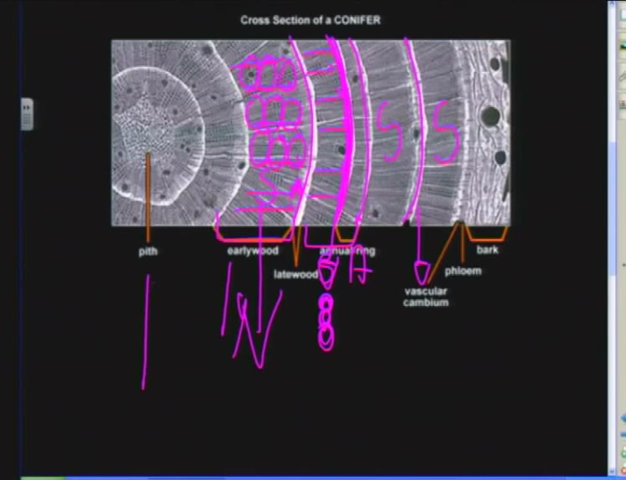 Cross Section of a CONIFER
pith
earlywood
latewood
annual ring
vascular
cambium
phloem
bark
S
S